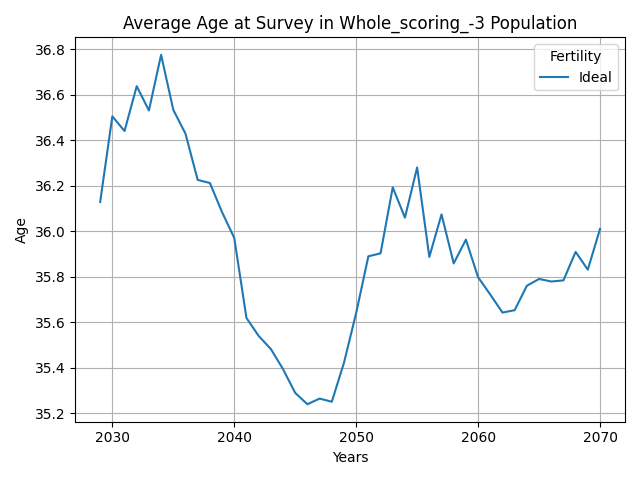 Average Age at Survey in Whole_scoring_-3 Population
Fertility
Ideal
Age
36.8
36.6
36.4
36.2
36.0
35.8
35.6
35.4
35.2
2030 2040 2050 2060 2070
Years